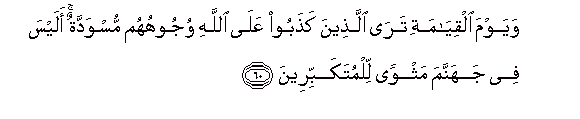 وَيَوْمَ ٱلْقِيَـٰمَةِ تَرَى ٱلَّذِينَ كَذَبُوا۟ عَلَى ٱللَّهِ وُجُوهُهُم مُّسْوَدَّةٌ ۚ أَلَيْسَ
فِى جَهَنَّمَ مَثْوًى لِّلْمُتَكَبِّرِينَ ٦٠